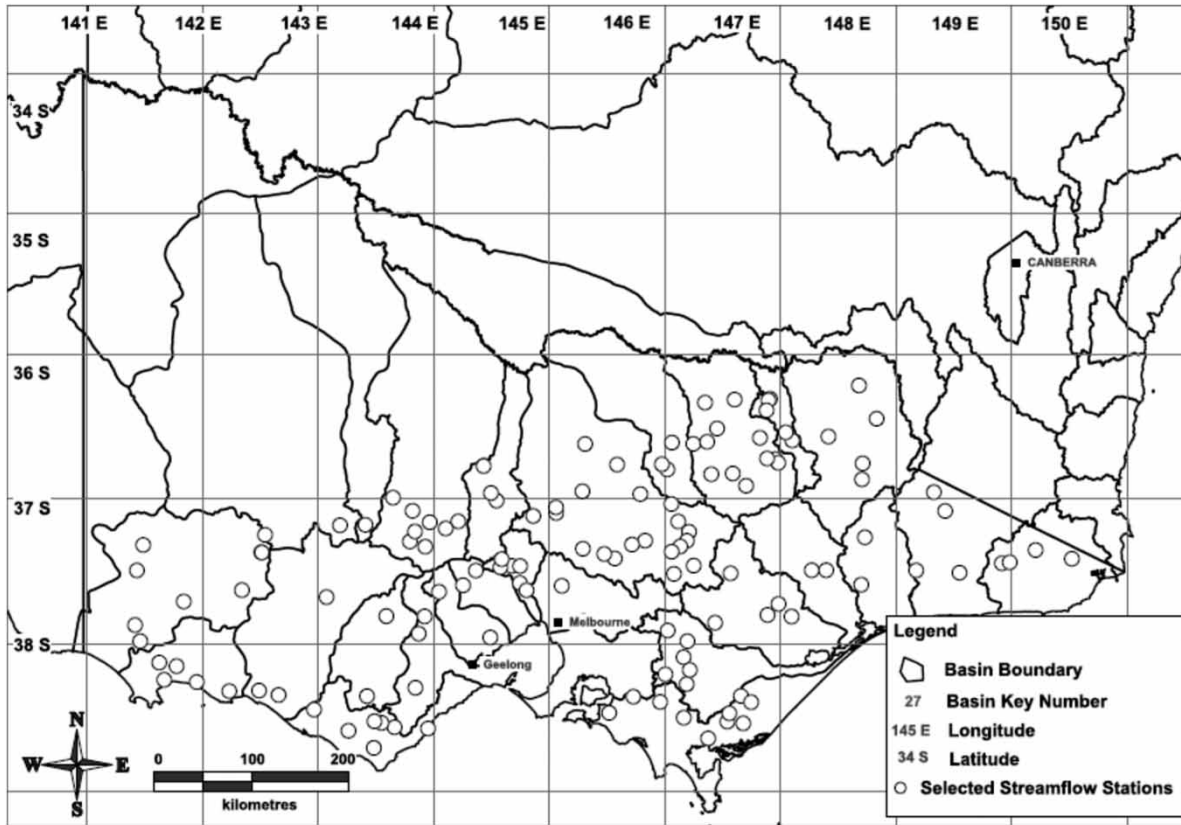 141 E 142 E 143 E 144 E 145 E 146 E 147 E 148 E 149 E 150 E
34 S
35 S
CANBERRA
36 S
37 S
Melbourne
38 S
Geelong
Legend
Basin Boundary
27 Basin Key Number
145 E Longitude
34 S Latitude
Selected Streamflow Stations
N
W E
S
0 100 200
kilometres